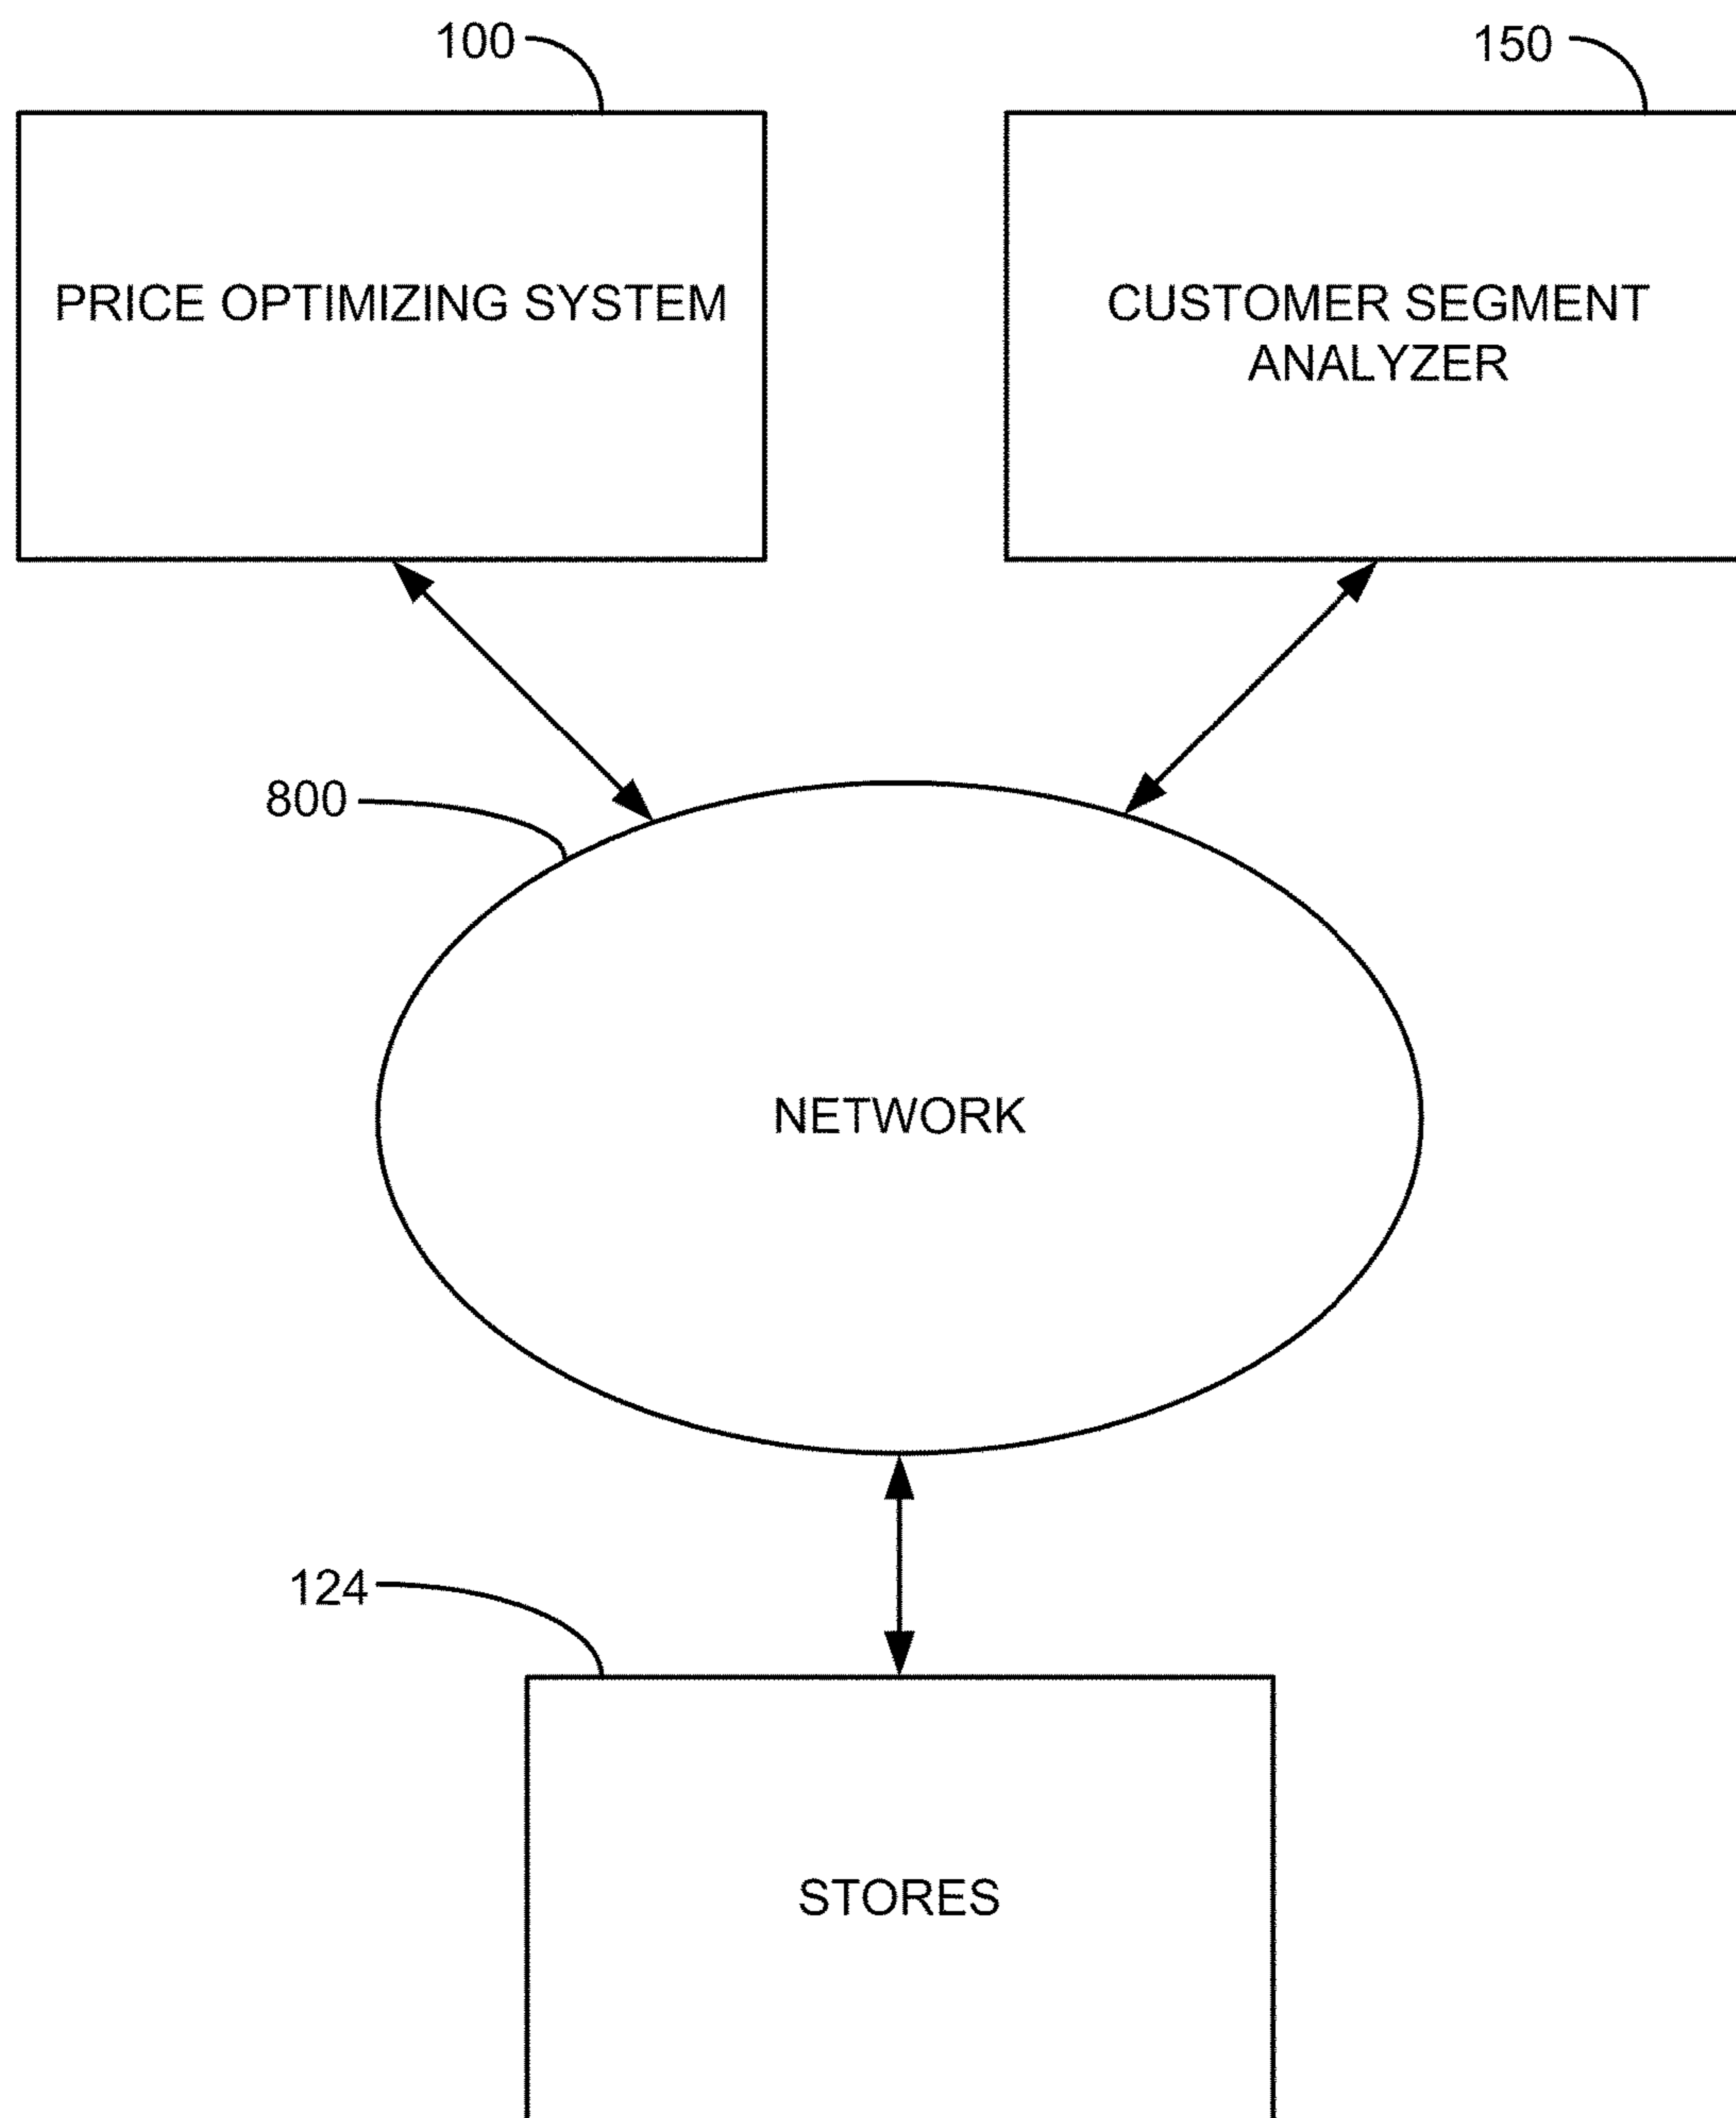 100
150
PRICE OPTIMIZING SYSTEM
CUSTOMER SEGMENT
ANALYZER
800
NETWORK
124
STORES